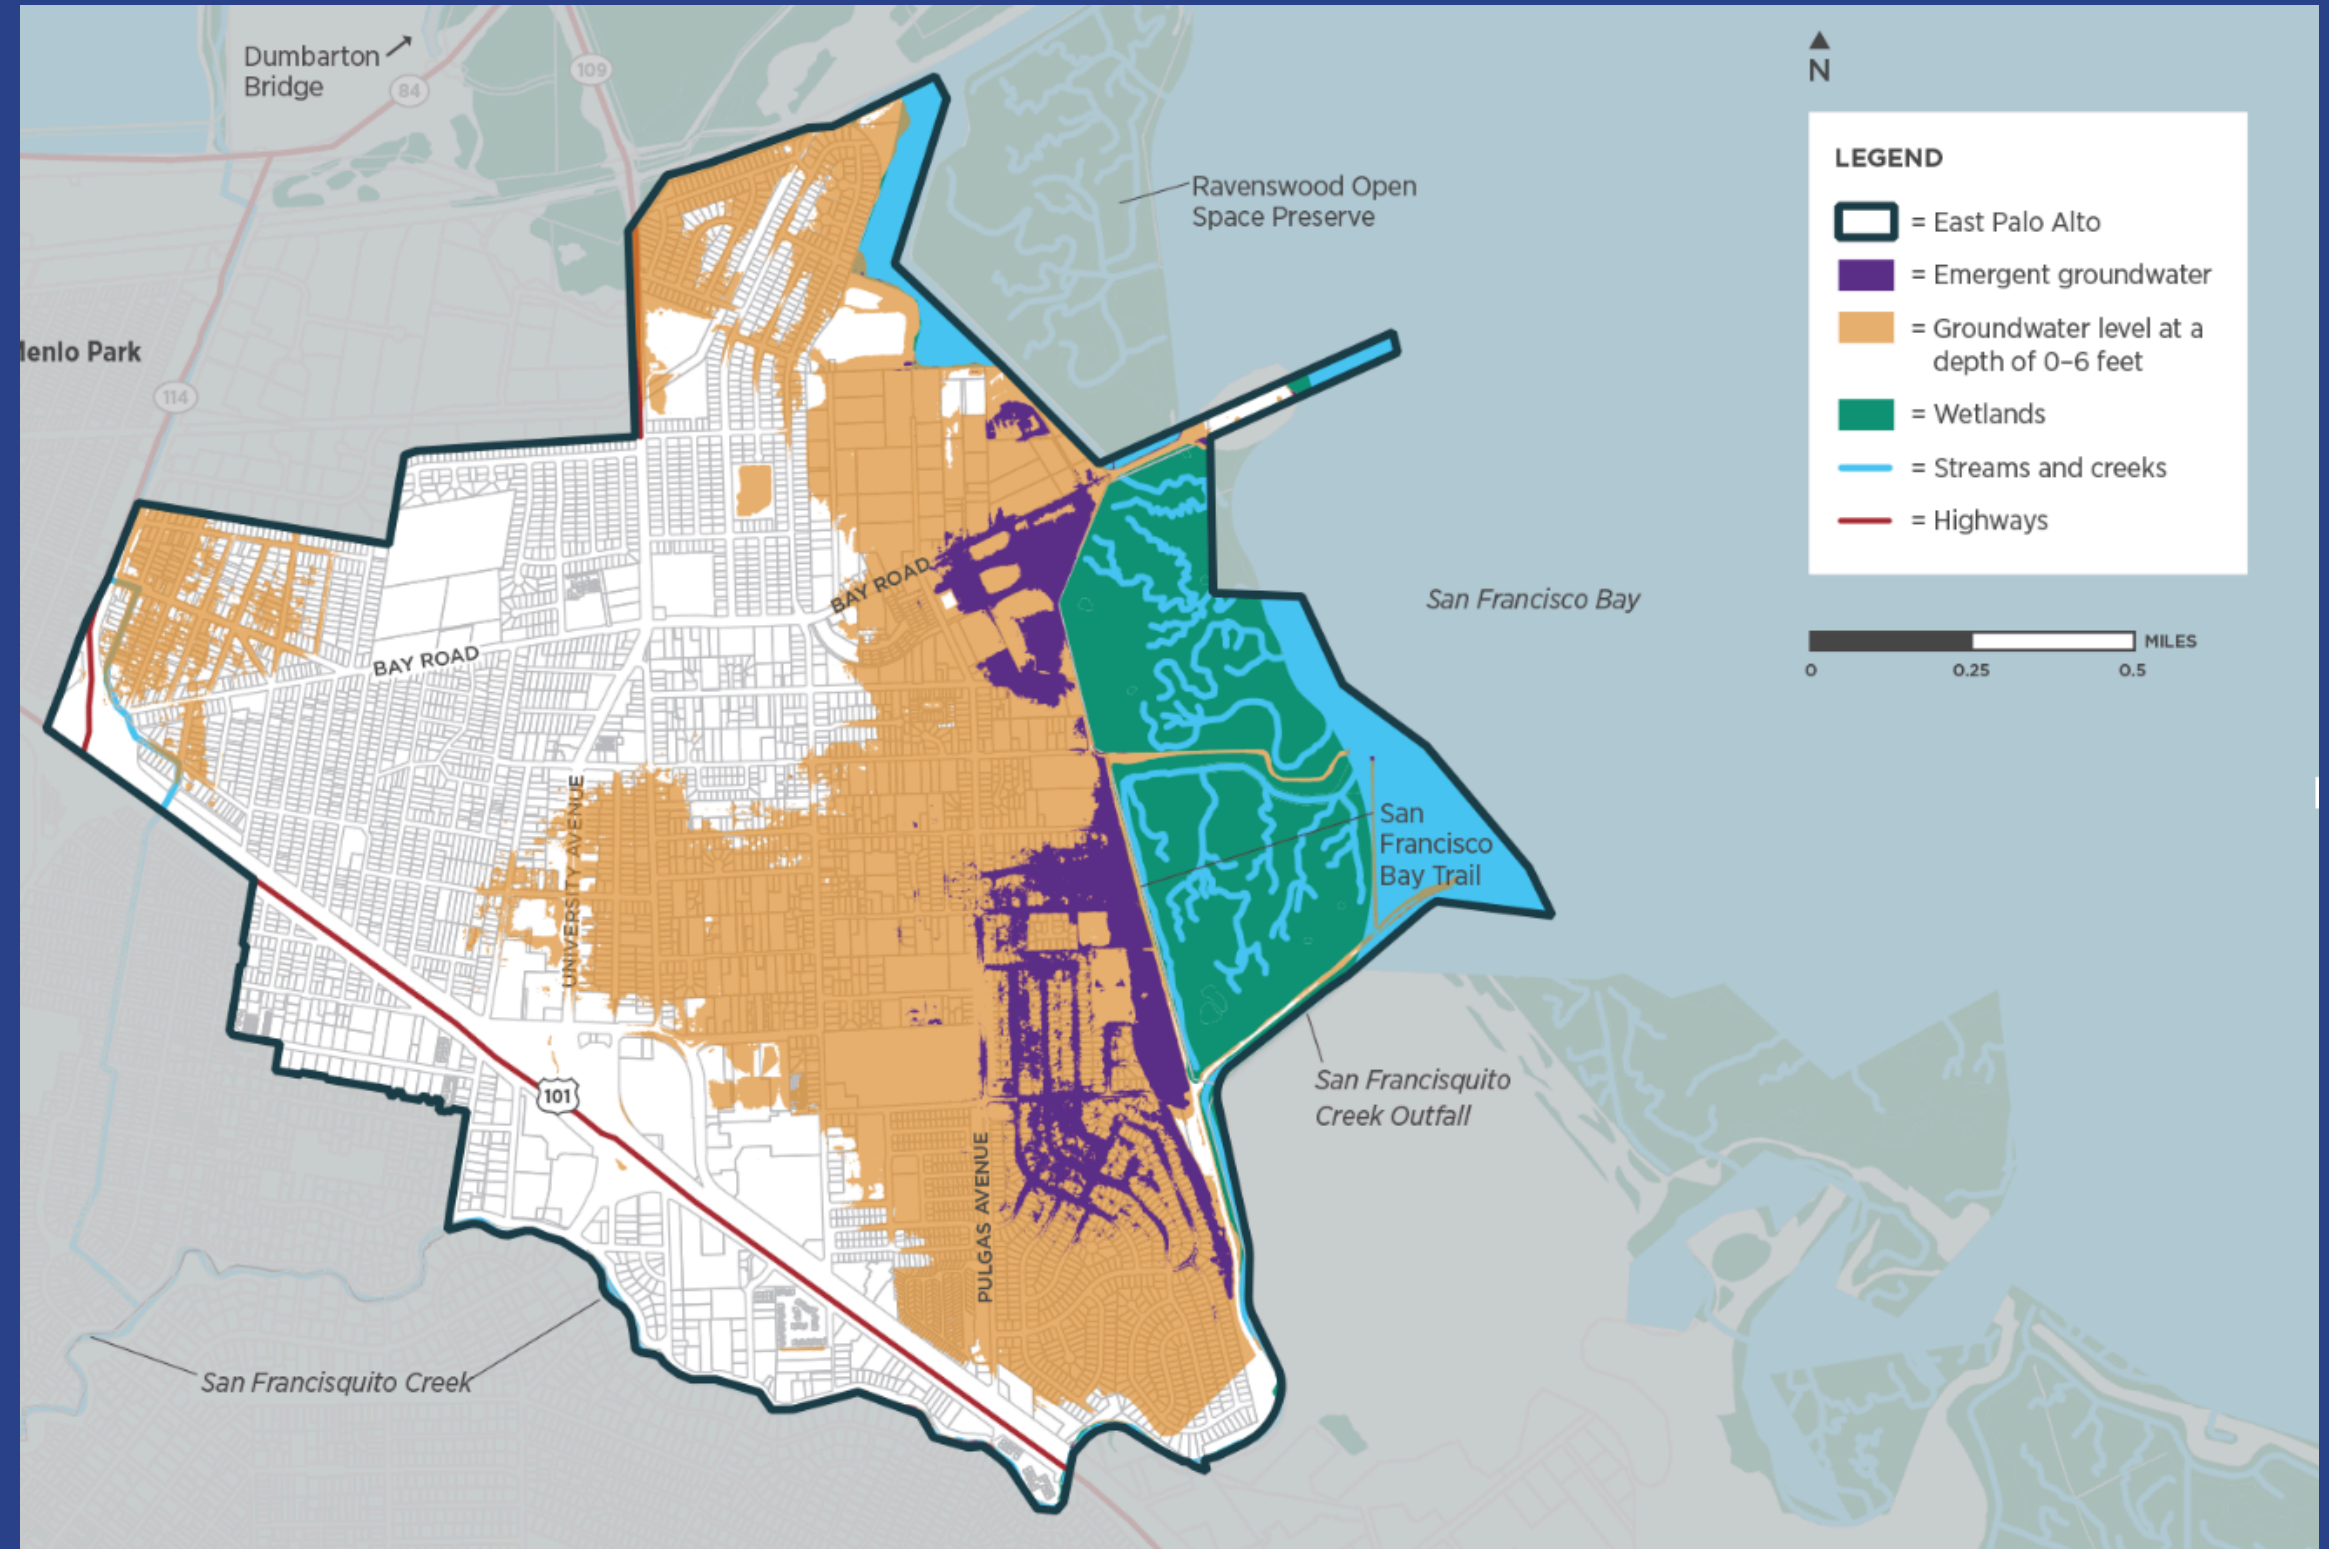 Dumbarton
Bridge
84
109
N
LEGEND
= East Palo Alto
= Emergent groundwater
= Groundwater level at a
depth of 0–6 feet
= Wetlands
= Streams and creeks
= Highways
MILES
0
0.25
0.5
Ravenswood Open
Space Preserve
Menlo Park
114
San Francisco Bay
BAY ROAD
BAY ROAD
UNIVERSITY AVENUE
San
Francisco
Bay Trail
101
San Francisquito
Creek Outfall
PULGAS AVENUE
San Francisquito Creek